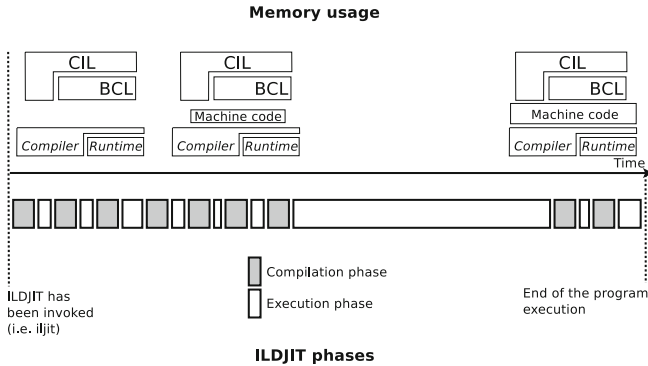 Memory usage
CIL
BCL
Compiler
Runtime
CIL
BCL
Machine code
Compiler
Runtime
CIL
BCL
Machine code
Compiler
Runtime
Time
ILDJIT has
been invoked
(i.e. iljit)
Compilation phase
Execution phase
End of the program
execution
ILDJIT phases